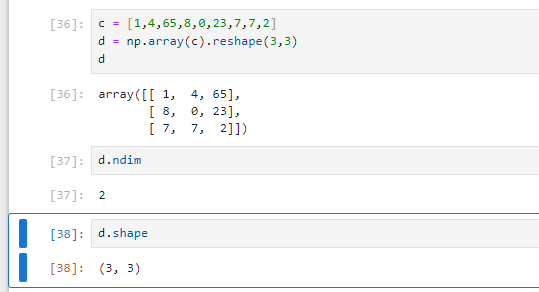 [36]: c = [1,4,65,8,0,23,7,7,2]
d = np.array(c).reshape(3,3)
d
[36]: array([[ 1,  4, 65],
       [ 8,  0, 23],
       [ 7,  7,  2]])
[37]: d.ndim
[37]: 2
[38]: d.shape
[38]: (3, 3)